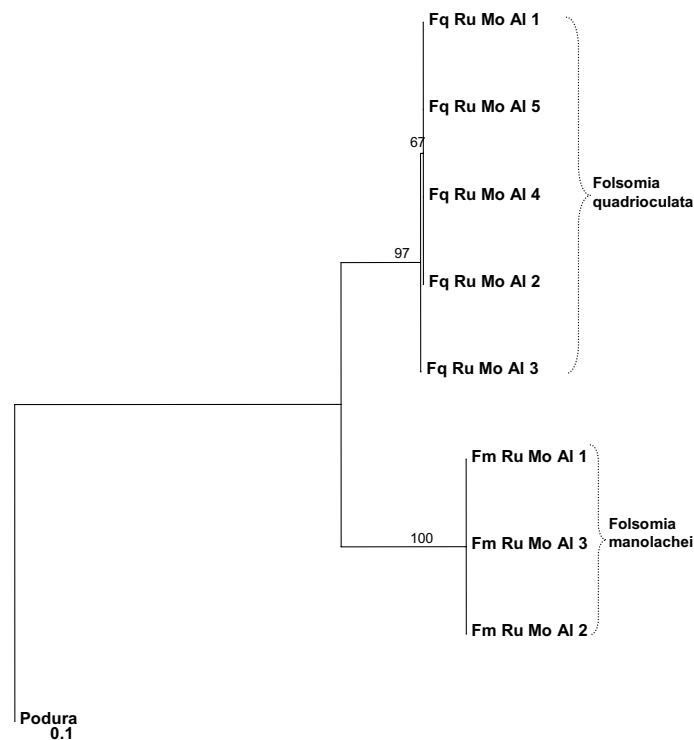 Fq Ru Mo Al 1
Fq Ru Mo Al 5
67
Fq Ru Mo Al 4
Folsomia
quadrioculata
97
Fq Ru Mo Al 2
Fq Ru Mo Al 3
Fm Ru Mo Al 1
100
Fm Ru Mo Al 3
Folsomia
manolachei
Fm Ru Mo Al 2
Podura
0.1